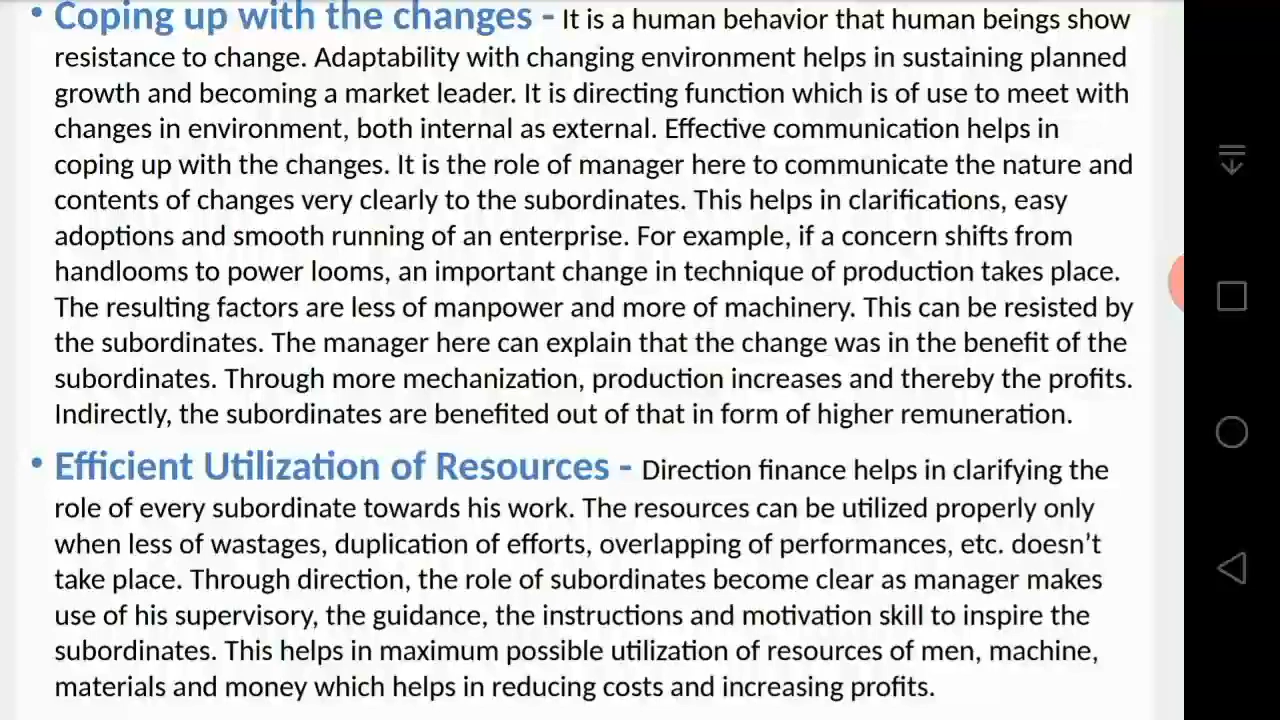 • Coping up with the changes - It is a human behavior that human beings show
resistance to change. Adaptability with changing environment helps in sustaining planned
growth and becoming a market leader. It is directing function which is of use to meet with
changes in environment, both internal as external. Effective communication helps in
coping up with the changes. It is the role of manager here to communicate the nature and
contents of changes very clearly to the subordinates. This helps in clarifications, easy
adoptions and smooth running of an enterprise. For example, if a concern shifts from
handlooms to power looms, an important change in technique of production takes place.
The resulting factors are less of manpower and more of machinery. This can be resisted by
the subordinates. The manager here can explain that the change was in the benefit of the
subordinates. Through more mechanization, production increases and thereby the profits.
Indirectly, the subordinates are benefited out of that in form of higher remuneration.
• Efficient Utilization of Resources - Direction finance helps in clarifying the
role of every subordinate towards his work. The resources can be utilized properly only
when less of wastages, duplication of efforts, overlapping of performances, etc. doesn’t
take place. Through direction, the role of subordinates become clear as manager makes
use of his supervisory, the guidance, the instructions and motivation skill to inspire the
subordinates. This helps in maximum possible utilization of resources of men, machine,
materials and money which helps in reducing costs and increasing profits.